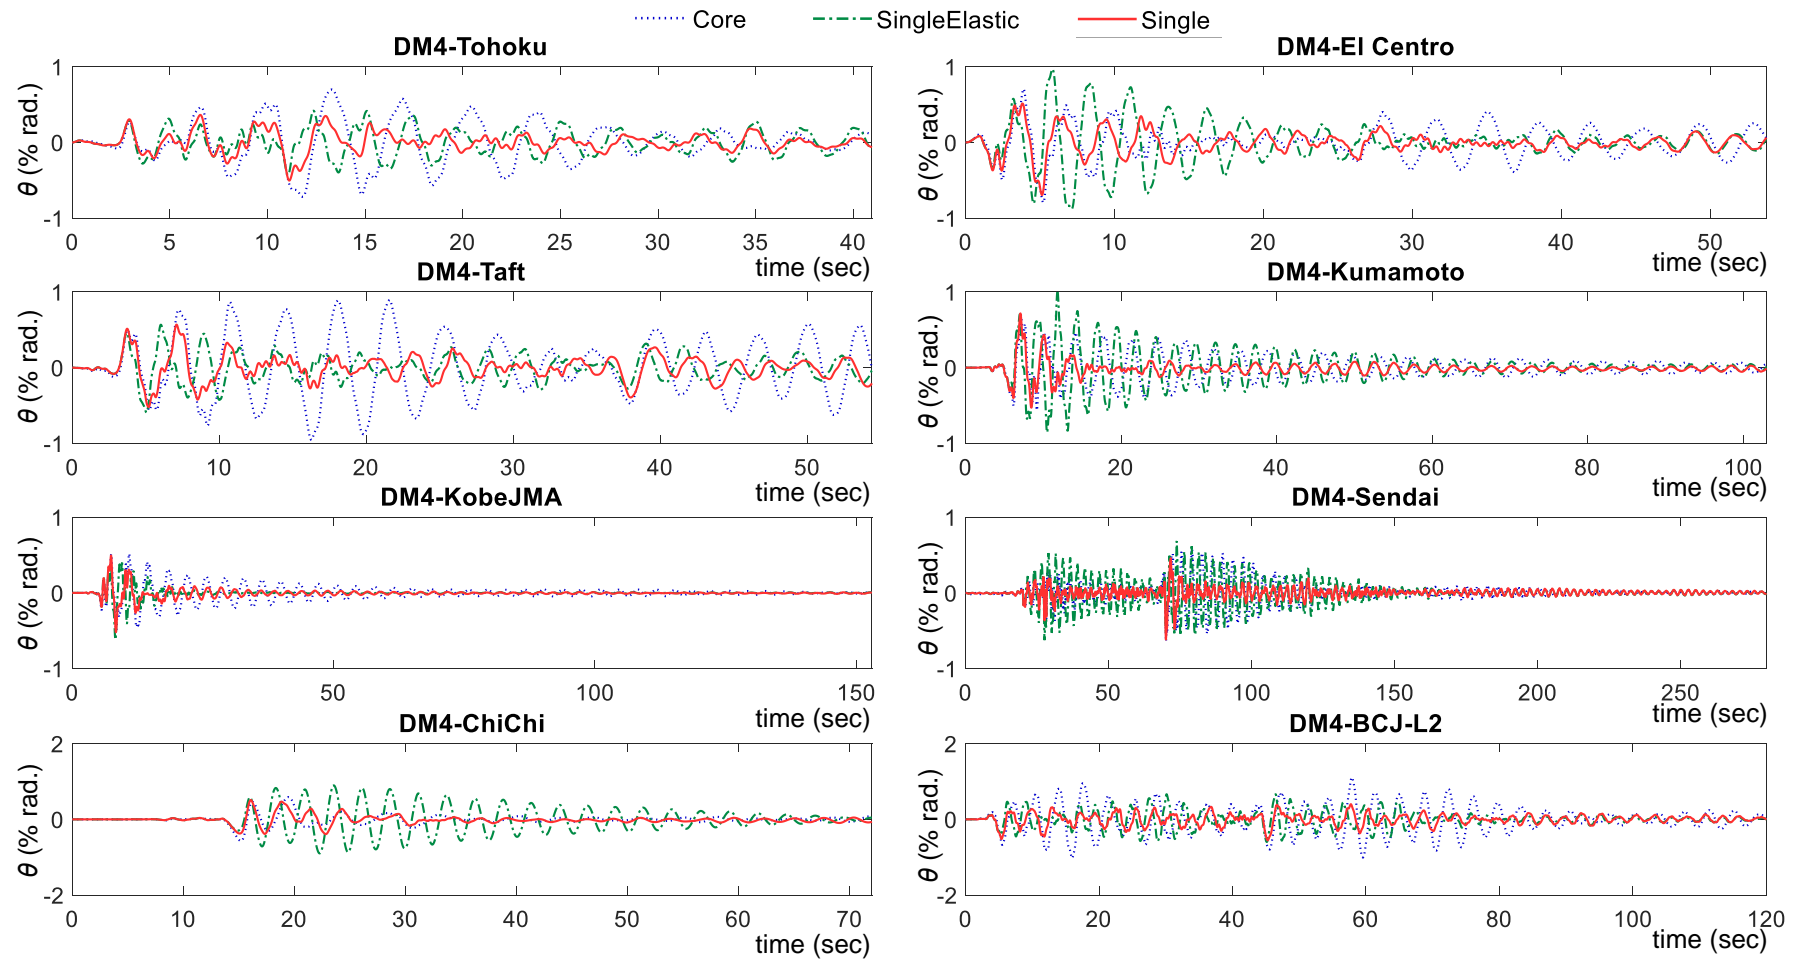 Core SingleElastic Single
DM4-Tohoku
θ (% rad.)
1
0
-1
0 5 10 15 20 25 30 35 40
time (sec)
DM4-El Centro
θ (% rad.)
1
0
-1
0 10 20 30 40 50
time (sec)
DM4-Taft
θ (% rad.)
1
0
-1
0 10 20 30 40 50
time (sec)
DM4-Kumamoto
θ (% rad.)
1
0
-1
0 20 40 60 80 100
time (sec)
DM4-KobeJMA
θ (% rad.)
1
0
-1
0 50 100 150
time (sec)
DM4-Sendai
θ (% rad.)
1
0
-1
0 50 100 150 200 250
time (sec)
DM4-ChiChi
θ (% rad.)
2
0
-2
0 10 20 30 40 50 60 70
time (sec)
DM4-BCJ-L2
θ (% rad.)
2
0
-2
0 20 40 60 80 100 120
time (sec)